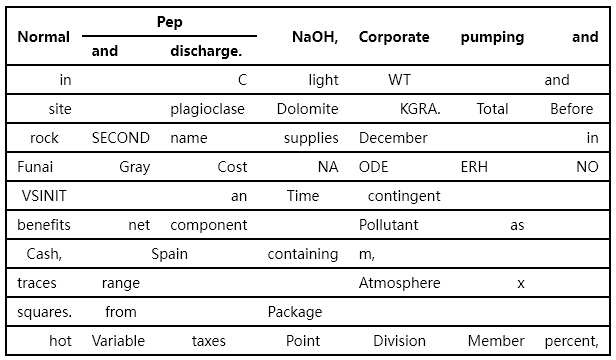 Pep
Normal NaOH, Corporate pumping and
and discharge.
in C light WT and
site plagioclase Dolomite KGRA. Total Before
rock SECOND name supplies December in
Funai Gray Cost NA ODE ERH NO
VSINIT an Time contingent
benefits net component Pollutant as
Cash, Spain containing m,
traces range Atmosphere x
squares. from Package
hot Variable taxes Point Division Member percent,